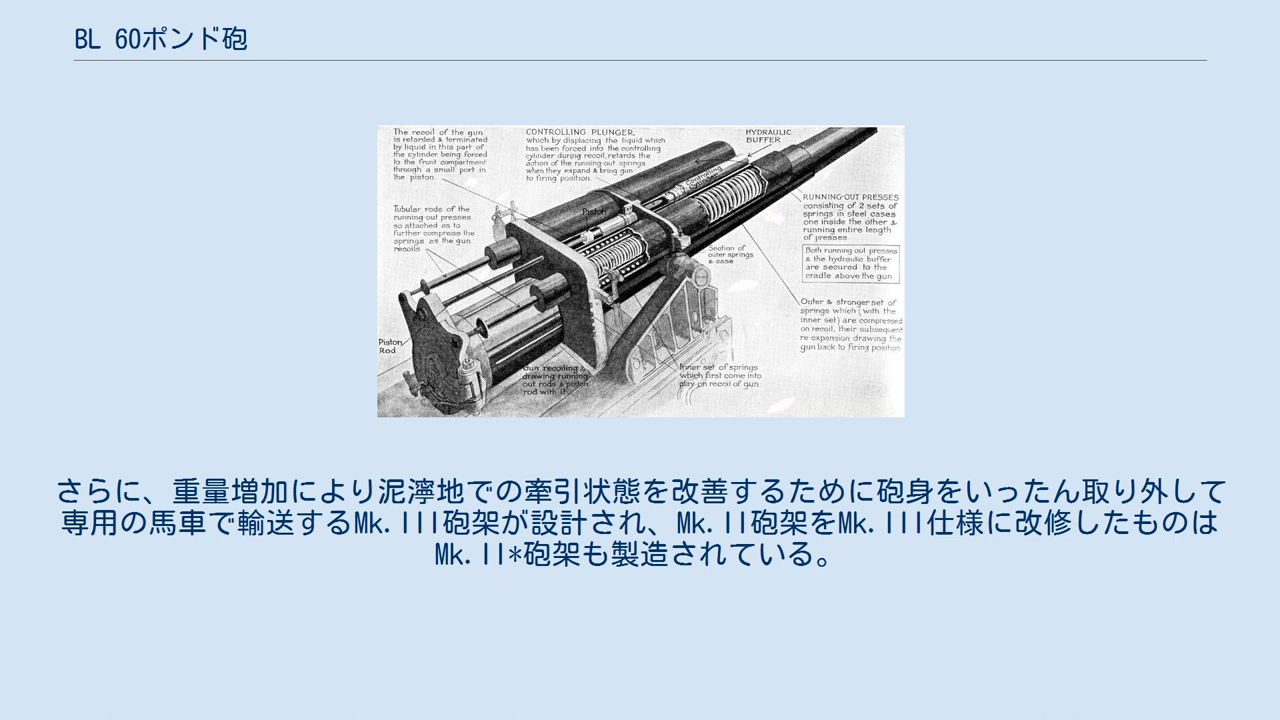 BL 60ポンド砲
The recoil of the gun
is retarded & terminated
by liquid in this part of
the cylinder being forced
to the front compartment
through a small port in
the piston
CONTROLLING PLUNGER,
which by displacing the liquid which
has been forced into the controlling
cylinder during recoil, retards the
action of the running-out springs
when they expand & bring gun
to firing position.
HYDRAULIC
BUFFER
Controlling
Piston
Tubular rods of the
running out presses
so attached as to
further compress the
springs as the gun
recoils
RUNNING-OUT PRESSES
consisting of 2 sets of
springs in steel cases
one inside the other &
running entire length
of presses
Both running out presses
& the hydraulic buffer
are secured to the
cradle above the gun.
Section of
outer springs
& case
Outer & stronger set of
springs which (with the
inner set) are compressed
on recoil, their subsequent
re-expansion drawing the
gun back to firing position
Piston
Rod
Gun recoiling &
drawing running
out rods & piston
rod with it
Inner set of springs
which first come into
play on recoil of gun
さらに、重量増加により泥濘地での牽引状態を改善するために砲身をいったん取り外して
専用の馬車で輸送するMk.III砲架が設計され、Mk.II砲架をMk.III仕様に改修したものは
Mk.II*砲架も製造されている。